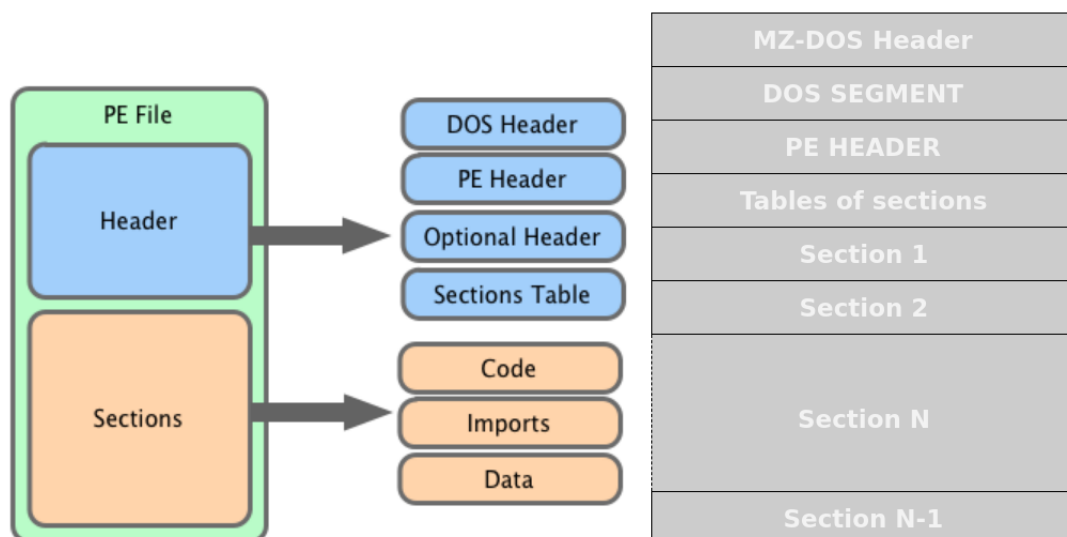 PE File
Header
Sections
DOS Header
PE Header
Optional Header
Sections Table
Code
Imports
Data
MZ-DOS Header
DOS SEGMENT
PE HEADER
Tables of sections
Section 1
Section 2
Section N
Section N-1